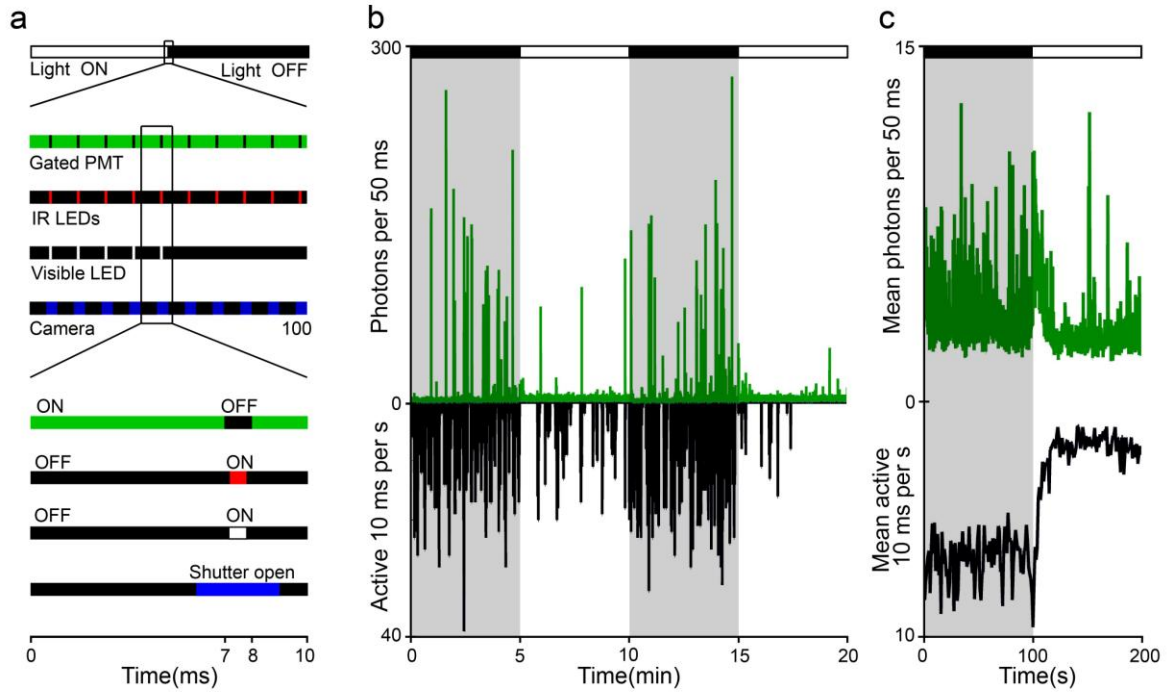 a
Light ON Light OFF
Gated PMT
IR LEDs
Visible LED
Camera 100
ON OFF
OFF ON
OFF ON
Shutter open
0 7 8 10
Time(ms)
b
300
Photons per 50 ms
0
Active 10 ms per s
40
0 5 10 15 20
Time(min)
c
15
Mean photons per 50 ms
0
Mean active
10 ms per s
10
0 100 200
Time(s)